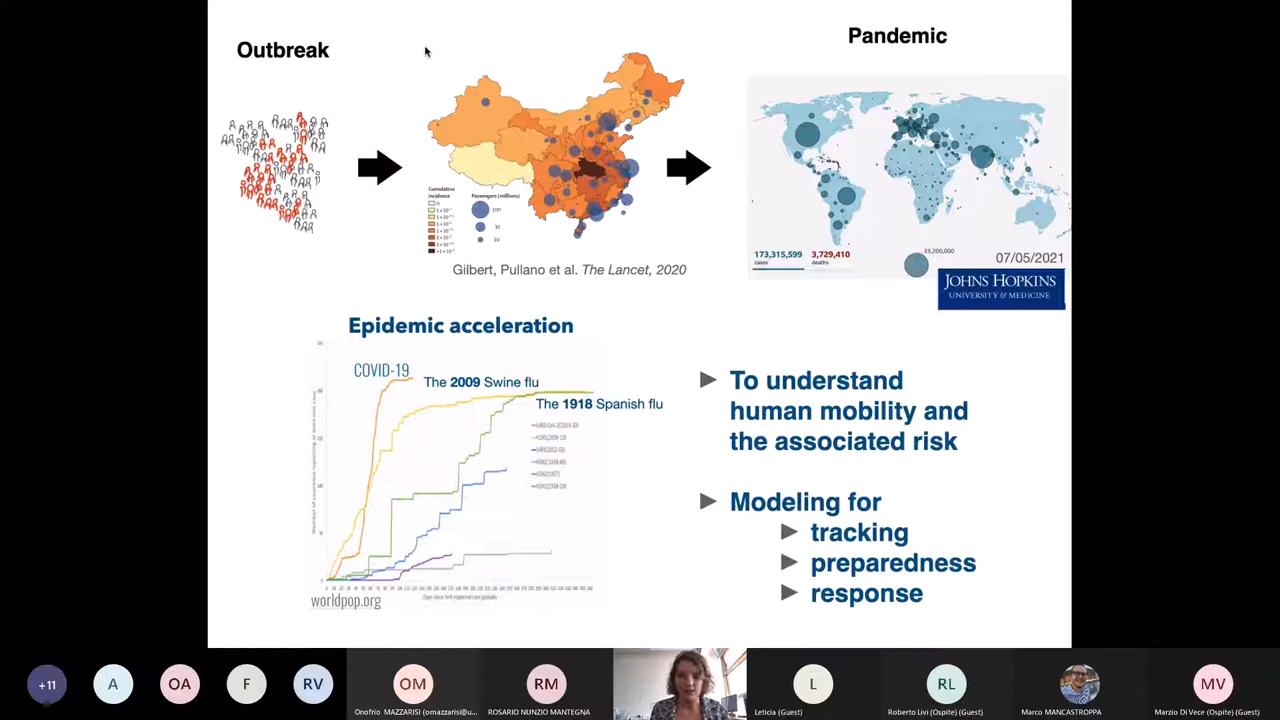 Outbreak
Pandemic
Cumulative
incidence
Passengers (millions)
100
10
Gilbert, Pullano et al. The Lancet, 2020
173,315,599
cases
3,729,410
deaths
33,200,000
07/05/2021
JOHNS HOPKINS
UNIVERSITY & MEDICINE
Epidemic acceleration
COVID-19
The 2009 Swine flu
The 1918 Spanish flu
worldpop.org
To understand
human mobility and
the associated risk
Modeling for
tracking
preparedness
response
+11
A
OA
F
RV
OM
RM
L
RL
MV
Onofrio MAZZARISI (omazzarisi@u...
ROSARIO NUNZIO MANTEGNA
Leticia (Guest)
Roberto Livi (Ospite) (Guest)
Marco MANCASTROPPA
Marzio Di Vece (Ospite) (Guest)